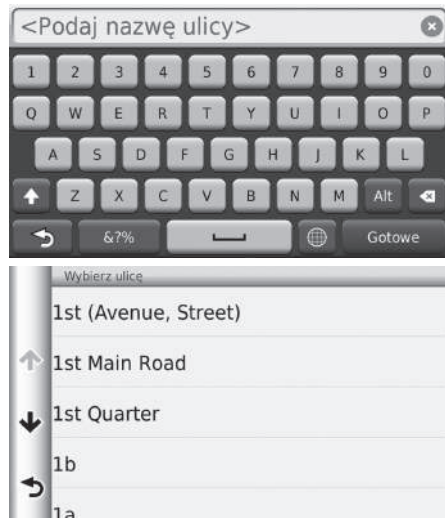 <Podaj nazwę ulicy>
1 2 3 4 5 6 7 8 9 0
Q W E R T Y U I O P
A S D F G H J K L
Z X C V B N M Alt
&?% Gotowe
Wybierz ulicę
1st (Avenue, Street)
1st Main Road
1st Quarter
1b
1a